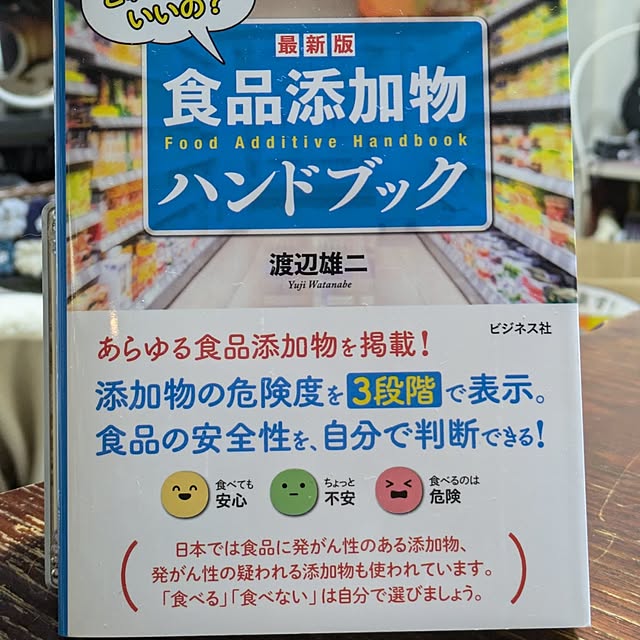 いいの?
最新版
食品添加物
Food Additive Handbook
ハンドブック
渡辺雄二
Yuji Watanabe
ビジネス社
あらゆる食品添加物を掲載!
添加物の危険度を3段階で表示。
食品の安全性を、自分で判断できる!
食べても
安心
ちょっと
不安
食べるのは
危険
日本では食品に発がん性のある添加物、
発がん性の疑われる添加物も使われています。
「食べる」「食べない」は自分で選びましょう。